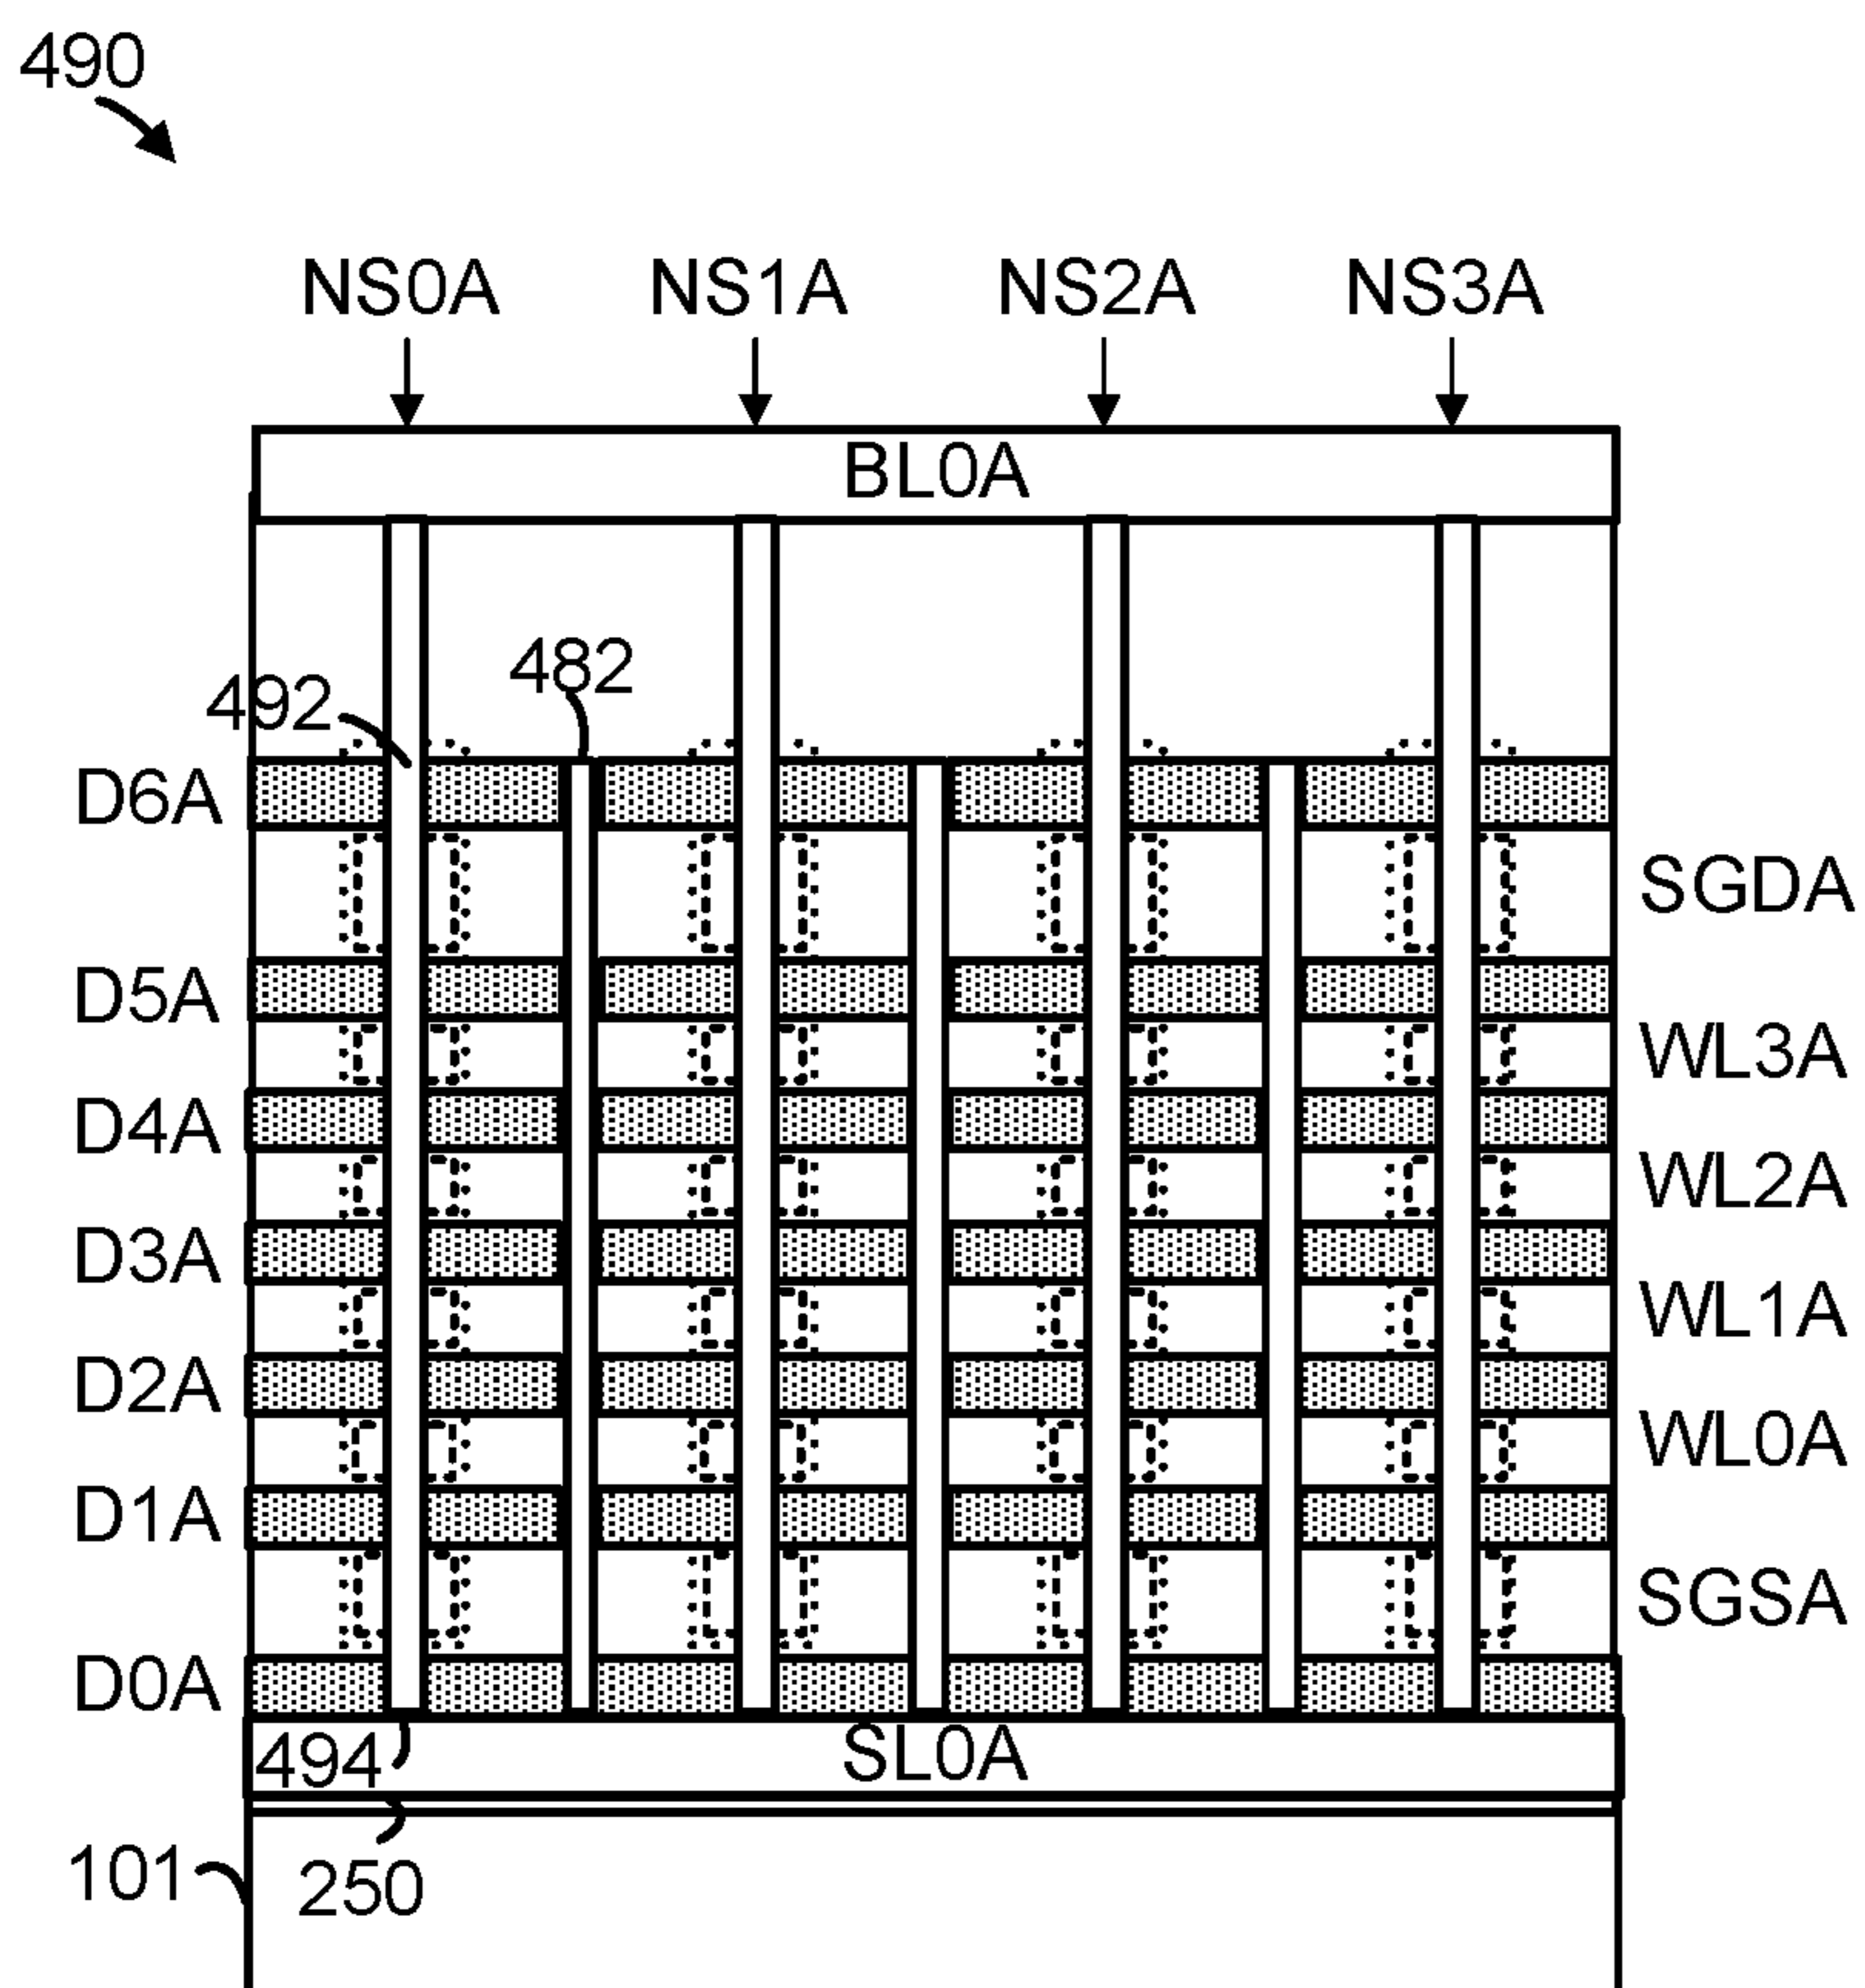 490
NS0A NS1A NS2A NS3A
BL0A
482
492
D6A
SGDA
D5A
WL3A
D4A
WL2A
D3A
WL1A
D2A
WL0A
D1A
SGSA
D0A
SL0A
494
101
250